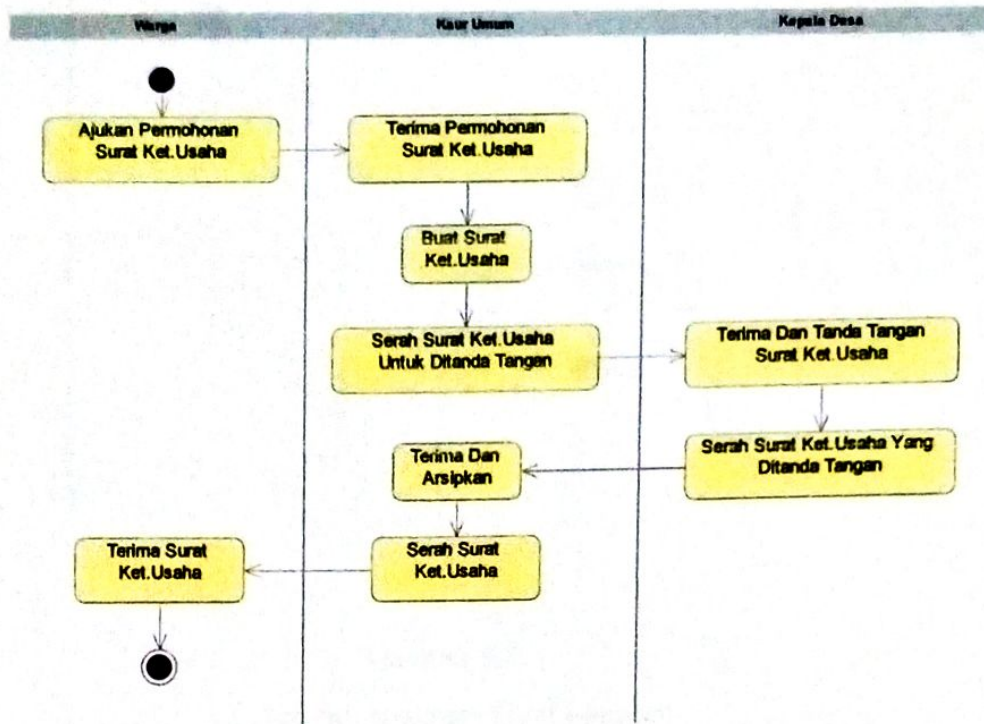 Warga
Kaur Umum
Kepala Desa
Ajukan Permohonan
Surat Ket.Usaha
Terima Permohonan
Surat Ket.Usaha
Buat Surat
Ket.Usaha
Serah Surat Ket.Usaha
Untuk Ditanda Tangan
Terima Dan Tanda Tangan
Surat Ket.Usaha
Serah Surat Ket.Usaha Yang
Ditanda Tangan
Terima Dan
Arsipkan
Serah Surat
Ket.Usaha
Terima Surat
Ket.Usaha